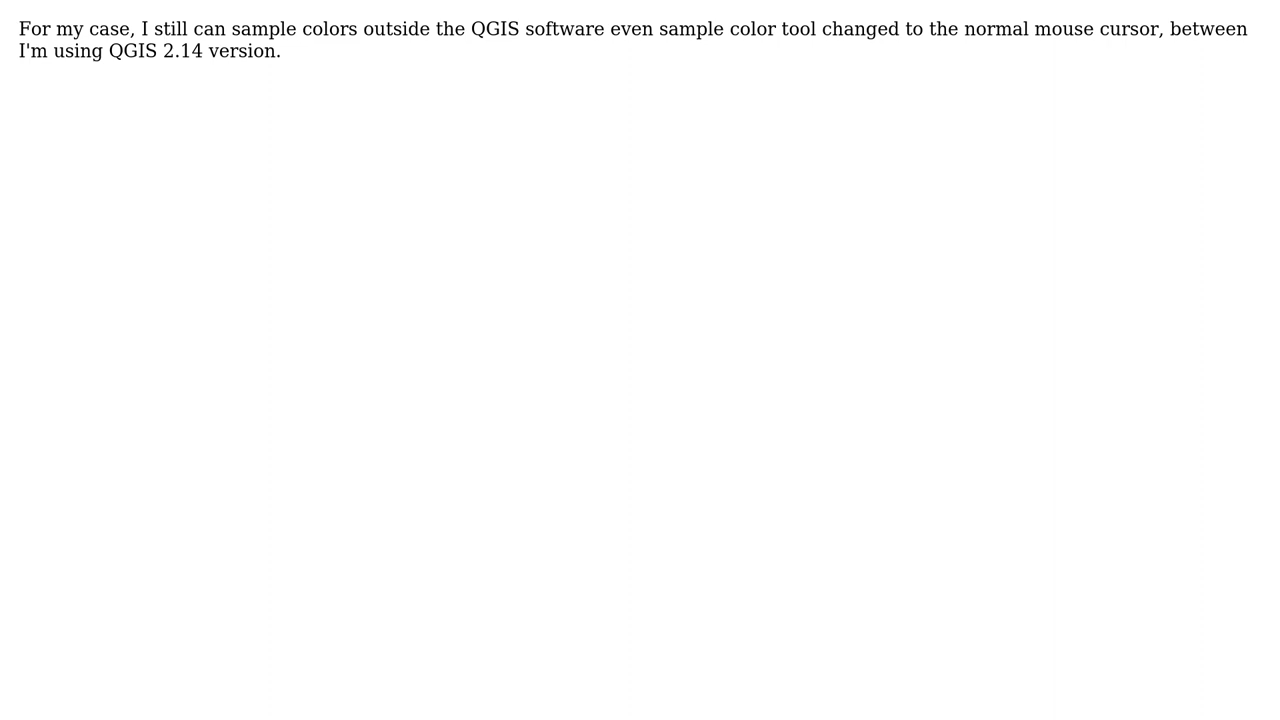 For my case, I still can sample colors outside the QGIS software even sample color tool changed to the normal mouse cursor, between
I'm using QGIS 2.14 version.